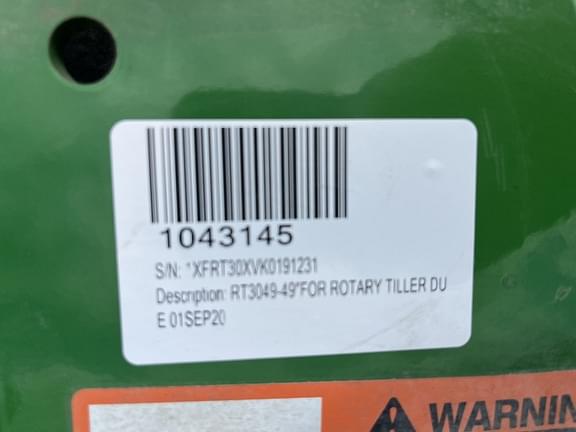 1043145
S/N: *XFRT30XVK0191231
Description: RT3049-49"FOR ROTARY TILLER DU
E 01SEP20
WARNIN